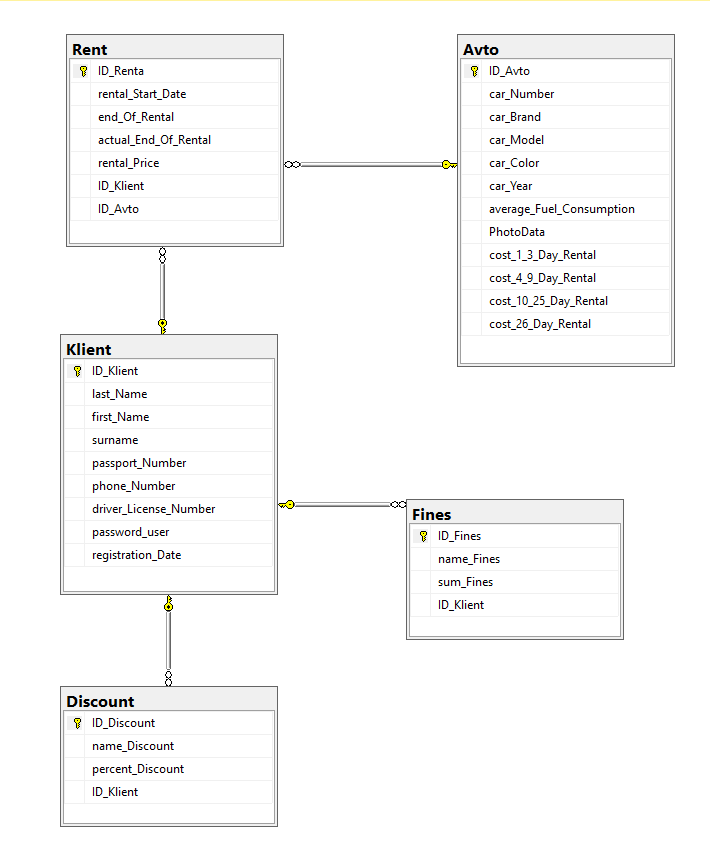 Rent
ID_Renta
rental_Start_Date
end_Of_Rental
actual_End_Of_Rental
rental_Price
ID_Klient
ID_Avto
Avto
ID_Avto
car_Number
car_Brand
car_Model
car_Color
car_Year
average_Fuel_Consumption
PhotoData
cost_1_3_Day_Rental
cost_4_9_Day_Rental
cost_10_25_Day_Rental
cost_26_Day_Rental
Klient
ID_Klient
last_Name
first_Name
surname
passport_Number
phone_Number
driver_License_Number
password_user
registration_Date
Fines
ID_Fines
name_Fines
sum_Fines
ID_Klient
Discount
ID_Discount
name_Discount
percent_Discount
ID_Klient